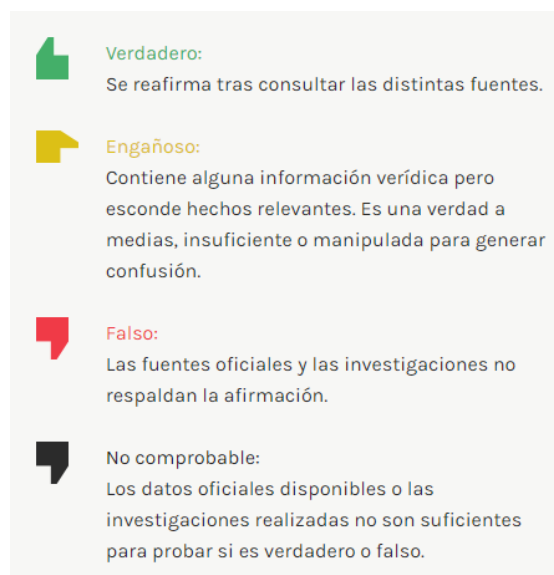 Verdadero:
Se reafirma tras consultar las distintas fuentes.
Engañoso:
Contiene alguna información verídica pero
esconde hechos relevantes. Es una verdad a
medias, insuficiente o manipulada para generar
confusión.
Falso:
Las fuentes oficiales y las investigaciones no
respaldan la afirmación.
No comprobable:
Los datos oficiales disponibles o las
investigaciones realizadas no son suficientes
para probar si es verdadero o falso.